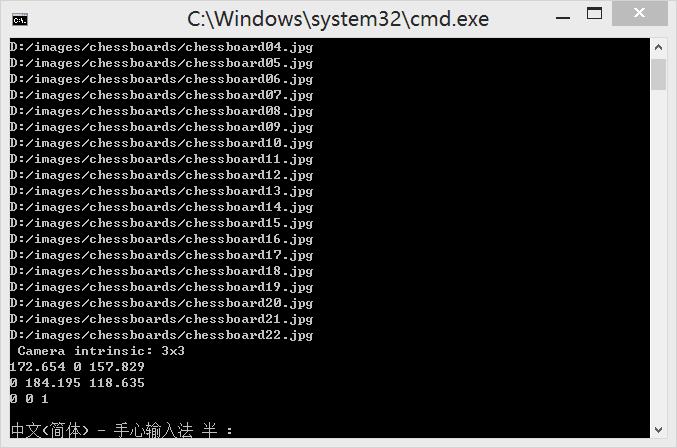 C:\Windows\system32\cmd.exe
D:/images/chessboards/chessboard04.jpg
D:/images/chessboards/chessboard05.jpg
D:/images/chessboards/chessboard06.jpg
D:/images/chessboards/chessboard07.jpg
D:/images/chessboards/chessboard08.jpg
D:/images/chessboards/chessboard09.jpg
D:/images/chessboards/chessboard10.jpg
D:/images/chessboards/chessboard11.jpg
D:/images/chessboards/chessboard12.jpg
D:/images/chessboards/chessboard13.jpg
D:/images/chessboards/chessboard14.jpg
D:/images/chessboards/chessboard15.jpg
D:/images/chessboards/chessboard16.jpg
D:/images/chessboards/chessboard17.jpg
D:/images/chessboards/chessboard18.jpg
D:/images/chessboards/chessboard19.jpg
D:/images/chessboards/chessboard20.jpg
D:/images/chessboards/chessboard21.jpg
D:/images/chessboards/chessboard22.jpg
Camera intrinsic: 3x3
172.654 0 157.829
0 184.195 118.635
0 0 1
中文(简体) - 手心输入法 半 :